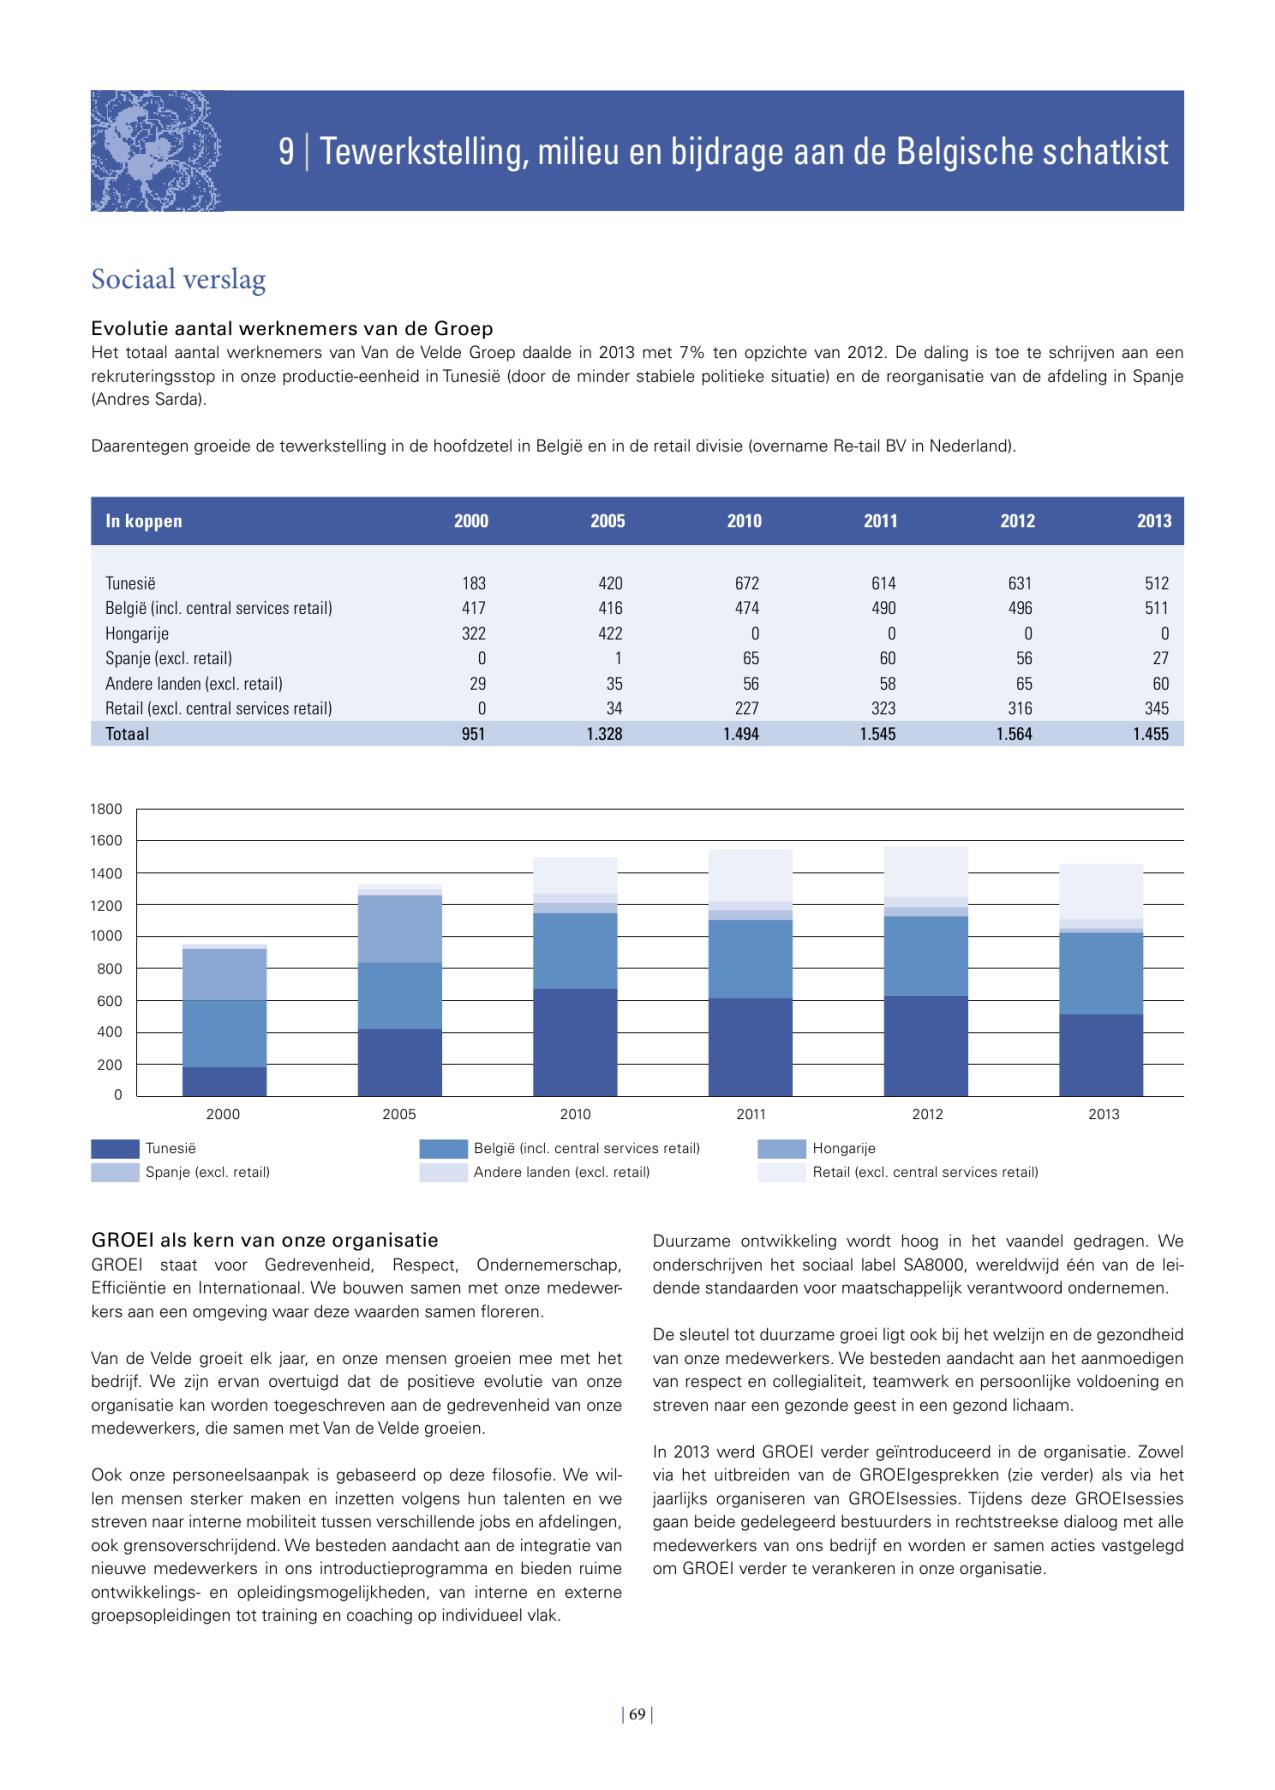 9 | Tewerkstelling, milieu en bijdrage aan de Belgische schatkist
Sociaal verslag
Evolutie aantal werknemers van de Groep
Het totaal aantal werknemers van Van de Velde Groep daalde in 2013 met 7% ten opzichte van 2012. De daling is toe te schrijven aan een
rekruteringsstop in onze productie-eenheid in Tunesië (door de minder stabiele politieke situatie) en de reorganisatie van de afdeling in Spanje
(Andres Sarda).
Daarentegen groeide de tewerkstelling in de hoofdzetel in België en in de retail divisie (overname Re-tail BV in Nederland).
In koppen 2000 2005 2010 2011 2012 2013
Tunesië 183 420 672 614 631 512
België (incl. central services retail) 417 416 474 490 496 511
Hongarije 322 422 0 0 0 0
Spanje (excl. retail) 0 1 65 60 56 27
Andere landen (excl. retail) 29 35 56 58 65 60
Retail (excl. central services retail) 0 34 227 323 316 345
Totaal 951 1.328 1.494 1.545 1.564 1.455
1800
1600
1400
1200
1000
800
600
400
200
0
2000 2005 2010 2011 2012 2013
Tunesië België (incl. central services retail) Hongarije
Spanje (excl. retail) Andere landen (excl. retail) Retail (excl. central services retail)
GROEI als kern van onze organisatie
GROEI staat voor Gedrevenheid, Respect, Ondernemerschap,
Efficiëntie en Internationaal. We bouwen samen met onze medewer-
kers aan een omgeving waar deze waarden samen floreren.
Van de Velde groeit elk jaar, en onze mensen groeien mee met het
bedrijf. We zijn ervan overtuigd dat de positieve evolutie van onze
organisatie kan worden toegeschreven aan de gedrevenheid van onze
medewerkers, die samen met Van de Velde groeien.
Ook onze personeelsaanpak is gebaseerd op deze filosofie. We wil-
len mensen sterker maken en inzetten volgens hun talenten en we
streven naar interne mobiliteit tussen verschillende jobs en afdelingen,
ook grensoverschrijdend. We besteden aandacht aan de integratie van
nieuwe medewerkers in ons introductieprogramma en bieden ruime
ontwikkelings- en opleidingsmogelijkheden, van interne en externe
groepsopleidingen tot training en coaching op individueel vlak.
Duurzame ontwikkeling wordt hoog in het vaandel gedragen. We
onderschrijven het sociaal label SA8000, wereldwijd één van de lei-
dende standaarden voor maatschappelijk verantwoord ondernemen.
De sleutel tot duurzame groei ligt ook bij het welzijn en de gezondheid
van onze medewerkers. We besteden aandacht aan het aanmoedigen
van respect en collegialiteit, teamwerk en persoonlijke voldoening en
streven naar een gezonde geest in een gezond lichaam.
In 2013 werd GROEI verder geïntroduceerd in de organisatie. Zowel
via het uitbreiden van de GROEIgesprekken (zie verder) als via het
jaarlijks organiseren van GROEIsessies. Tijdens deze GROEIsessies
gaan beide gedelegeerd bestuurders in rechtstreekse dialoog met alle
medewerkers van ons bedrijf en worden er samen acties vastgelegd
om GROEI verder te verankeren in onze organisatie.
| 69 |